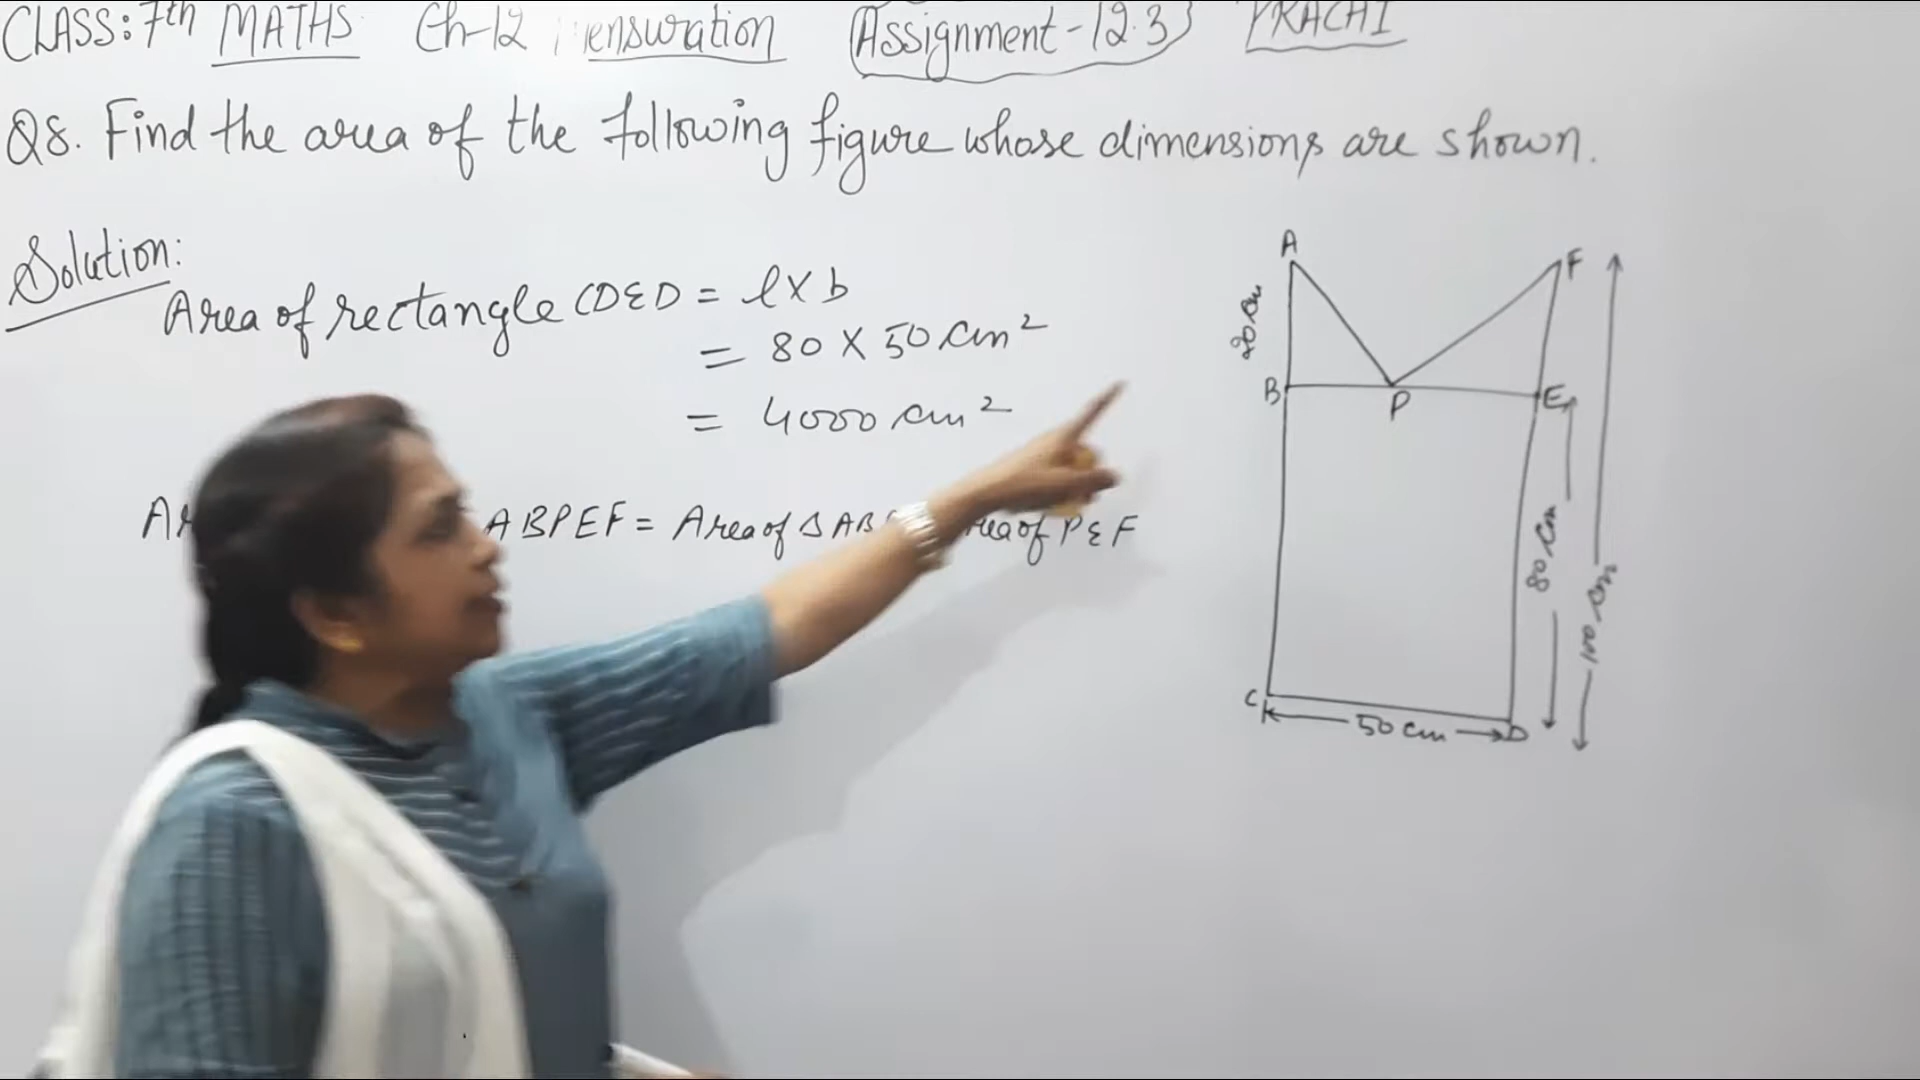 CLASS: 7th MATHS Ch-12 ensuration Assignment-12.3 PRACHI
Q8. Find the area of the following figure whose dimensions are shown.
Solution:
Area of rectangle CDED = l x b
= 80 x 50 cm²
= 4000 cm²
ABPEF = Area of Δ AB area of PEF
A
F
20 cm
B
P
E
80 cm
100 cm
C
50 cm
D